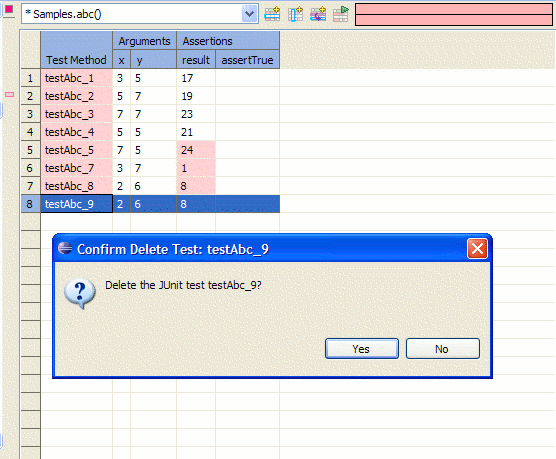 * Samples.abc()
Arguments Assertions
Test Method x y result assertTrue
1 testAbc_1 3 5 17
2 testAbc_2 5 7 19
3 testAbc_3 7 7 23
4 testAbc_4 5 5 21
5 testAbc_5 7 5 24
6 testAbc_7 3 7 1
7 testAbc_8 2 6 8
8 testAbc_9 2 6 8
Confirm Delete Test: testAbc_9
Delete the JUnit test testAbc_9?
Yes No